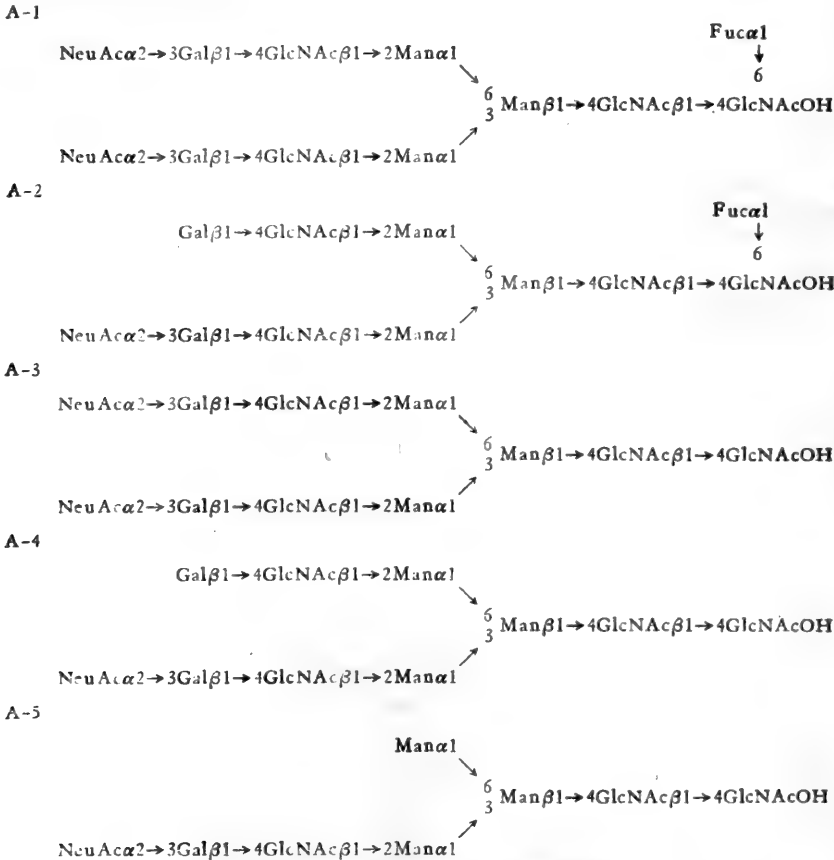 A-1
Fucα1
↓
NeuAcα2→3Galβ1→4GlcNAcβ1→2Manα1
↘
6
6
3 Manβ1→4GlcNAcβ1→4GlcNAcOH
↗
NeuAcα2→3Galβ1→4GlcNAcβ1→2Manα1
A-2
Fucα1
↓
Galβ1→4GlcNAcβ1→2Manα1
↘
6
6
3 Manβ1→4GlcNAcβ1→4GlcNAcOH
↗
NeuAcα2→3Galβ1→4GlcNAcβ1→2Manα1
A-3
NeuAcα2→3Galβ1→4GlcNAcβ1→2Manα1
↘
6
3 Manβ1→4GlcNAcβ1→4GlcNAcOH
↗
NeuAcα2→3Galβ1→4GlcNAcβ1→2Manα1
A-4
Galβ1→4GlcNAcβ1→2Manα1
↘
6
3 Manβ1→4GlcNAcβ1→4GlcNAcOH
↗
NeuAcα2→3Galβ1→4GlcNAcβ1→2Manα1
A-5
Manα1
↘
6
3 Manβ1→4GlcNAcβ1→4GlcNAcOH
↗
NeuAcα2→3Galβ1→4GlcNAcβ1→2Manα1